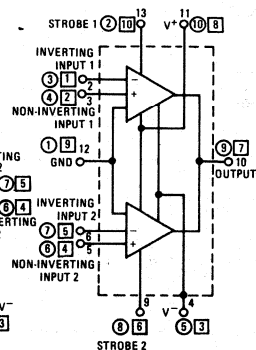 13 11
STROBE 1 ② 10 V+ ⑩ 8
INVERTING
INPUT 1
③ 1 2 −
④ 2 3 +
NON-INVERTING
INPUT 1
① 9 12
GND
⑨ 7
10
OUTPUT
ING
⑦ 5
⑥ 4
ERTING
INVERTING
INPUT 2
⑦ 5 6 −
⑥ 4 5 +
NON-INVERTING
INPUT 2
V−
3
9 4
⑧ 6 V− ⑤ 3
STROBE 2